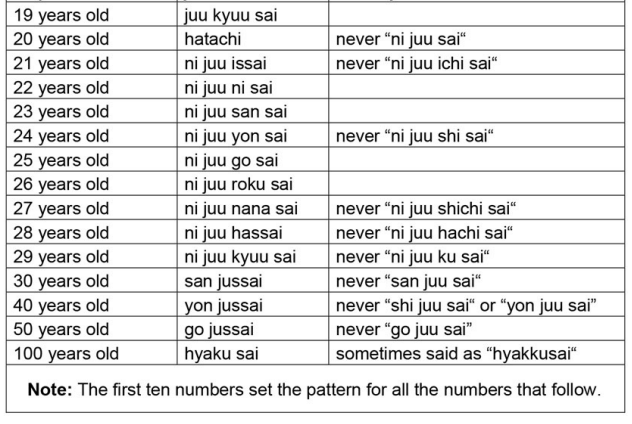 19 years old juu kyuu sai
20 years old hatachi never “ni juu sai“
21 years old ni juu issai never “ni juu ichi sai“
22 years old ni juu ni sai
23 years old ni juu san sai
24 years old ni juu yon sai never “ni juu shi sai“
25 years old ni juu go sai
26 years old ni juu roku sai
27 years old ni juu nana sai never “ni juu shichi sai“
28 years old ni juu hassai never “ni juu hachi sai“
29 years old ni juu kyuu sai never “ni juu ku sai“
30 years old san jussai never “san juu sai“
40 years old yon jussai never “shi juu sai“ or “yon juu sai”
50 years old go jussai never “go juu sai”
100 years old hyaku sai sometimes said as “hyakkusai“
Note: The first ten numbers set the pattern for all the numbers that follow.